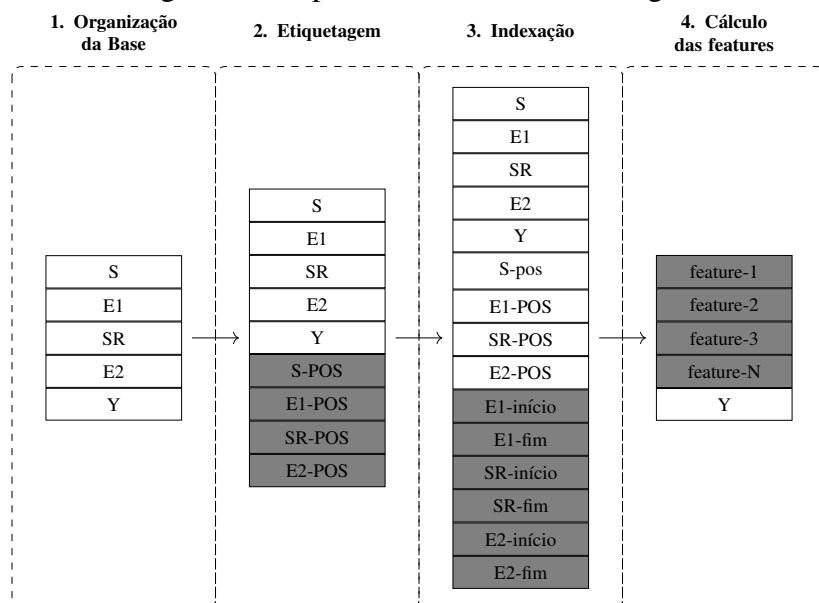 1. Organização
da Base
2. Etiquetagem
3. Indexação
4. Cálculo
das features
S
E1
SR
E2
Y
S
E1
SR
E2
Y
S-POS
E1-POS
SR-POS
E2-POS
S
E1
SR
E2
Y
S-pos
E1-POS
SR-POS
E2-POS
E1-início
E1-fim
SR-início
SR-fim
E2-início
E2-fim
feature-1
feature-2
feature-3
feature-N
Y